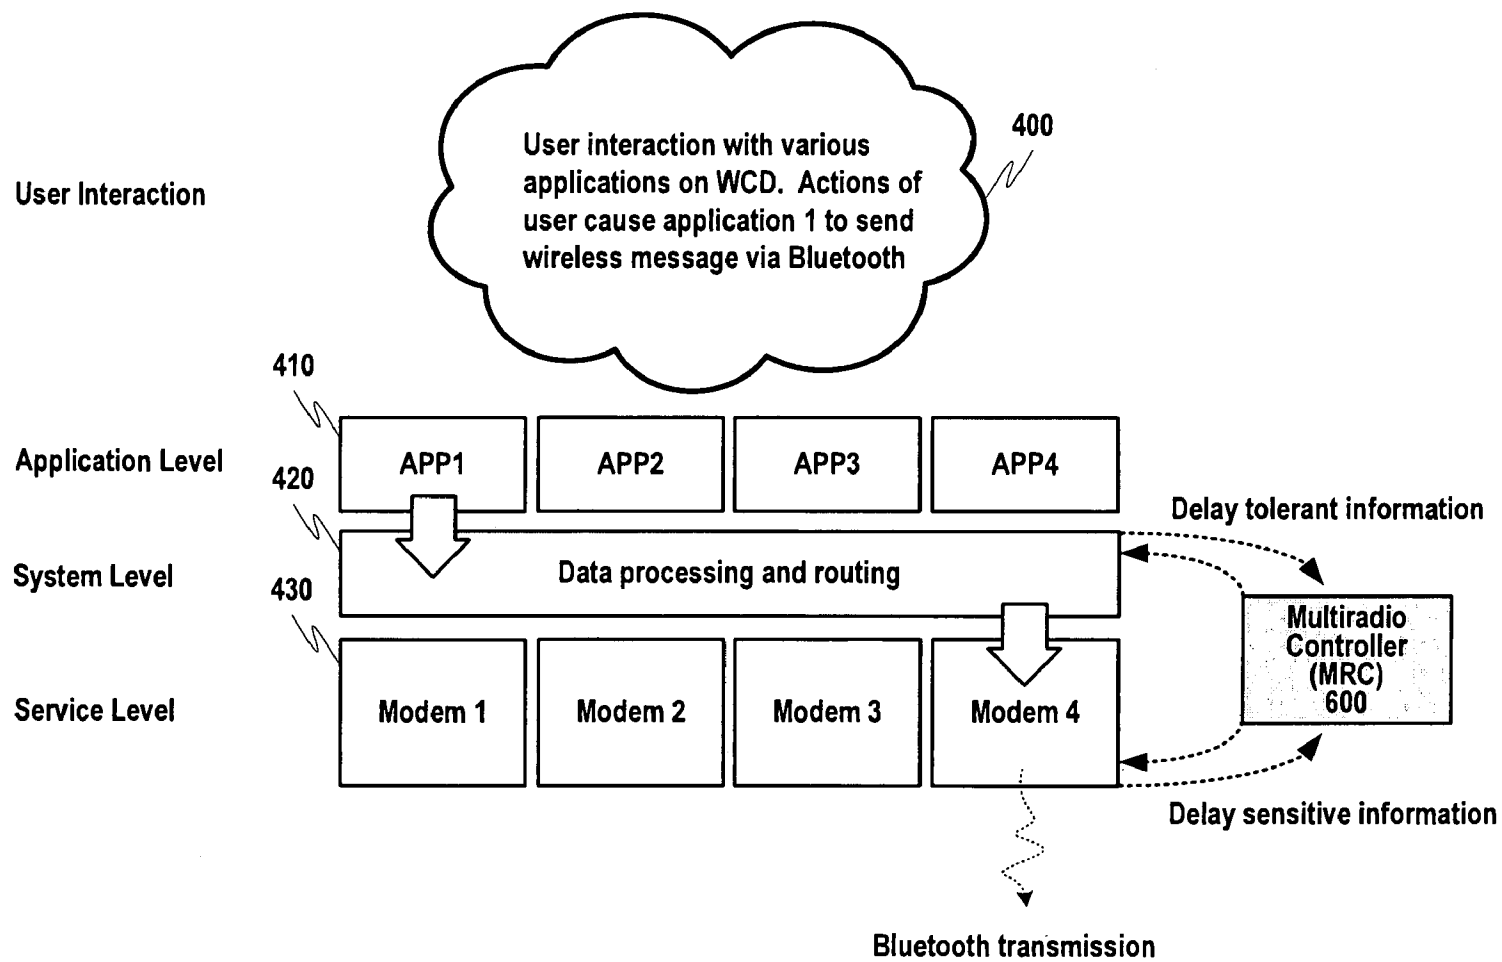 400
User interaction with various
applications on WCD. Actions of
user cause application 1 to send
wireless message via Bluetooth
User Interaction
410
Application Level
APP1
APP2
APP3
APP4
420
Delay tolerant information
System Level
Data processing and routing
430
Multiradio
Controller
(MRC)
600
Service Level
Modem 1
Modem 2
Modem 3
Modem 4
Delay sensitive information
Bluetooth transmission